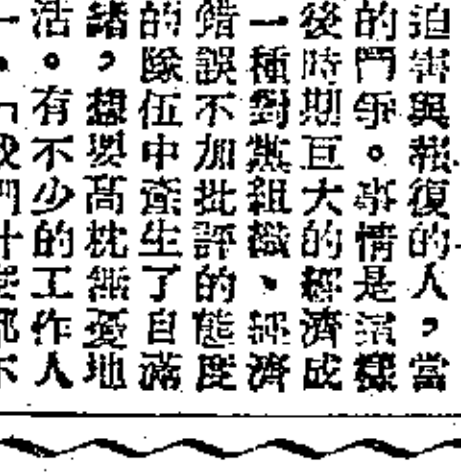 迫害與報復的人，當
的鬥爭。事情是這樣
後時期巨大的經濟成
一種對黨組織、經濟
錯誤不加批評的態度
的隊伍中產生了自滿
緒，想要高枕無憂地
活。有不少的工作人